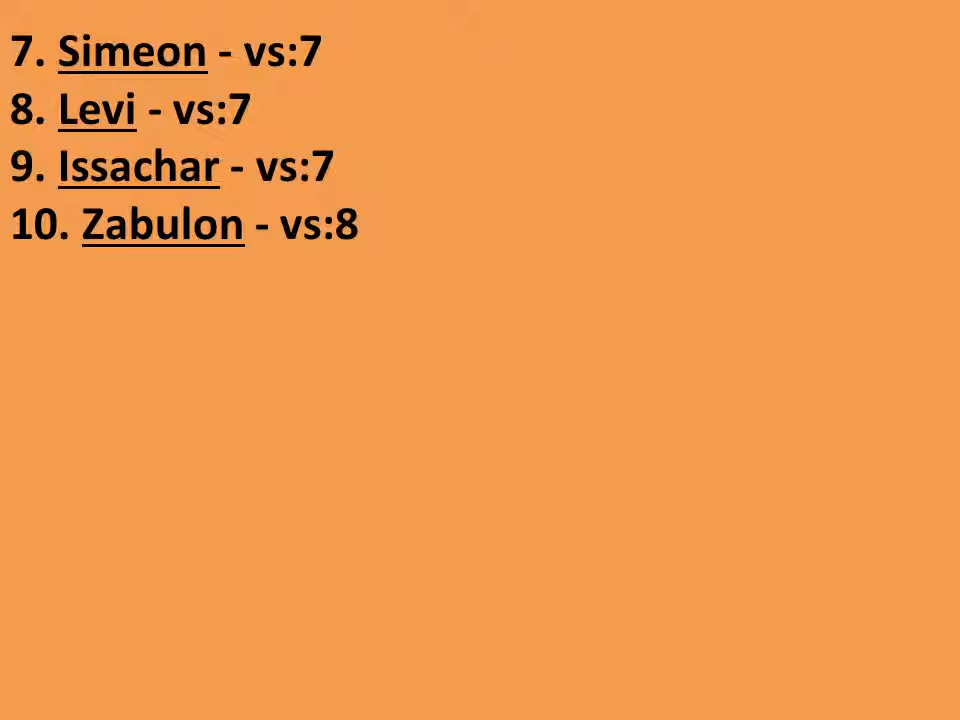 7. Simeon - vs:7
8. Levi - vs:7
9. Issachar - vs:7
10. Zabulon - vs:8